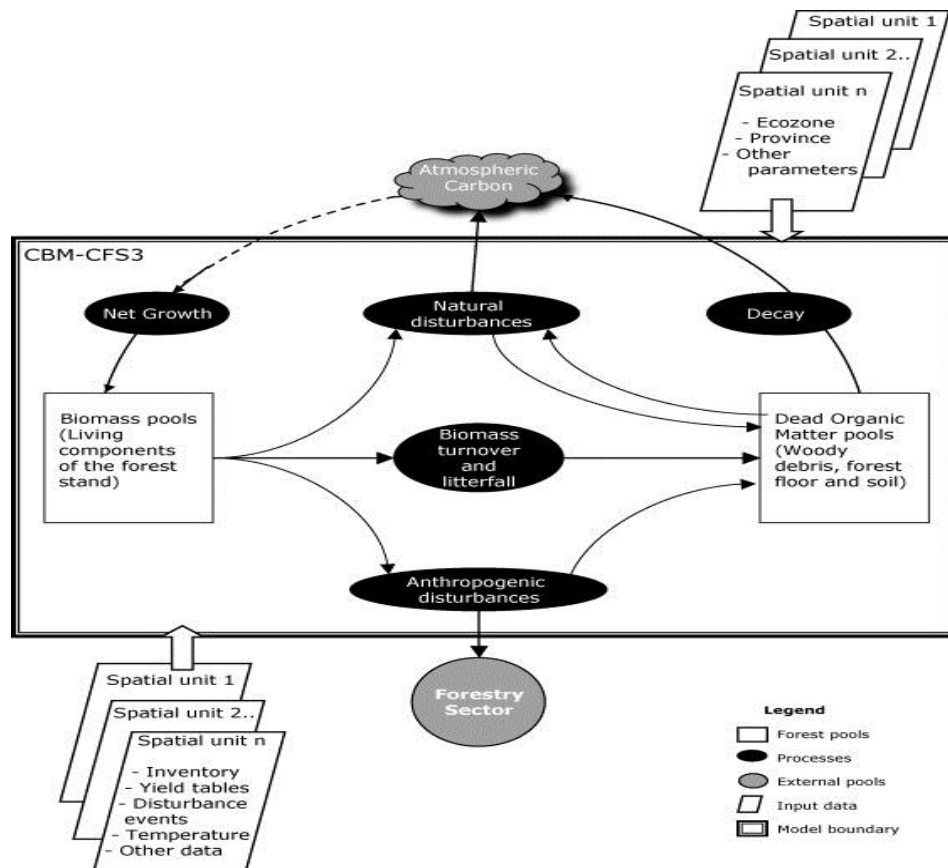 Spatial unit 1
Spatial unit 2..
Spatial unit n
- Ecozone
- Province
- Other
parameters
Atmospheric
Carbon
CBM-CFS3
Net Growth
Natural
disturbances
Decay
Biomass pools
(Living
components
of the forest
stand)
Biomass
turnover
and
litterfall
Dead Organic
Matter pools
(Woody
debris, forest
floor and soil)
Anthropogenic
disturbances
Forestry
Sector
Spatial unit 1
Spatial unit 2..
Spatial unit n
- Inventory
- Yield tables
- Disturbance
events
- Temperature
- Other data
Legend
Forest pools
Processes
External pools
Input data
Model boundary